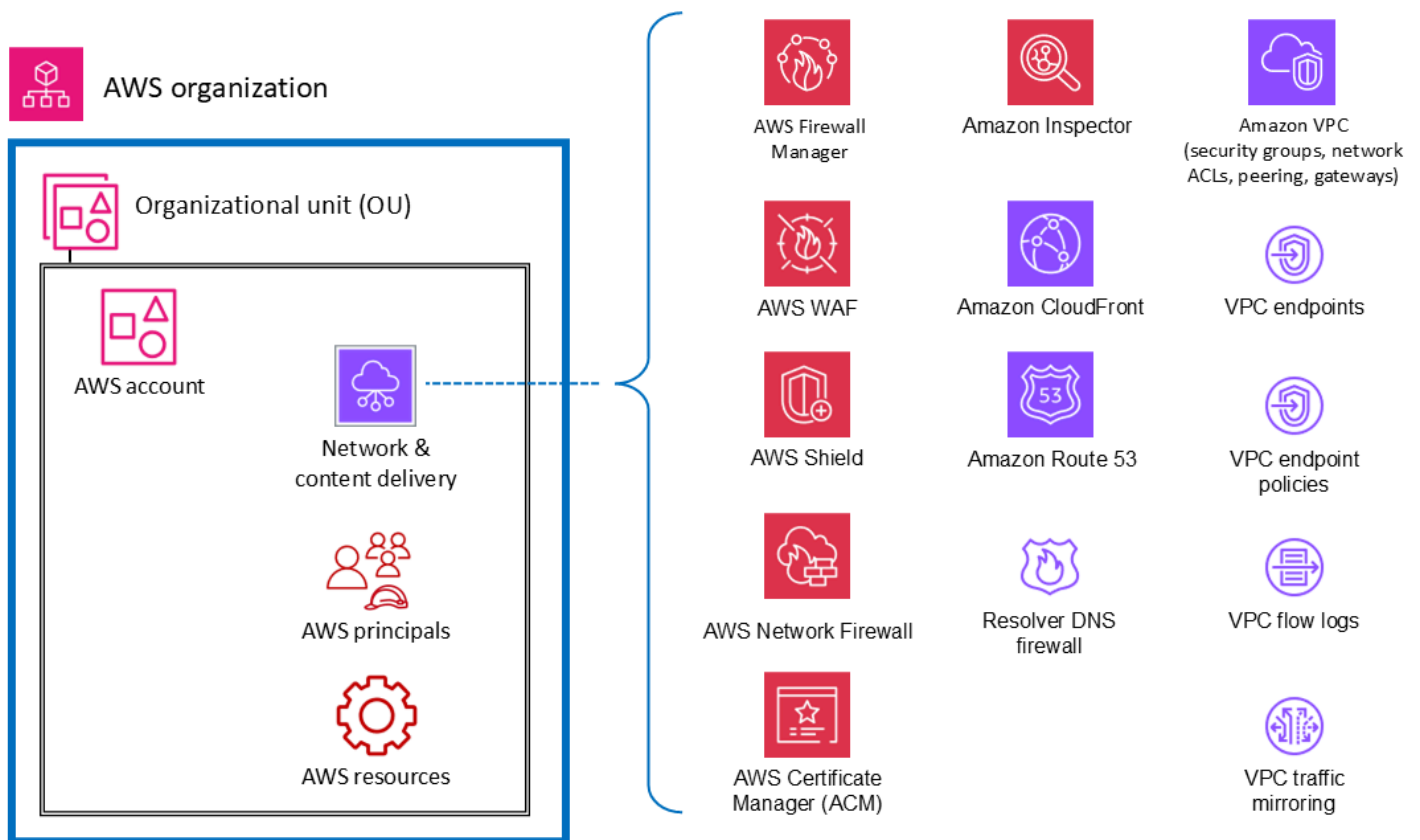 AWS organization
Organizational unit (OU)
AWS account
Network &
content delivery
AWS principals
AWS resources
AWS Firewall
Manager
Amazon Inspector
Amazon VPC
(security groups, network
ACLs, peering, gateways)
AWS WAF
Amazon CloudFront
VPC endpoints
AWS Shield
53
Amazon Route 53
VPC endpoint
policies
AWS Network Firewall
Resolver DNS
firewall
VPC flow logs
AWS Certificate
Manager (ACM)
VPC traffic
mirroring